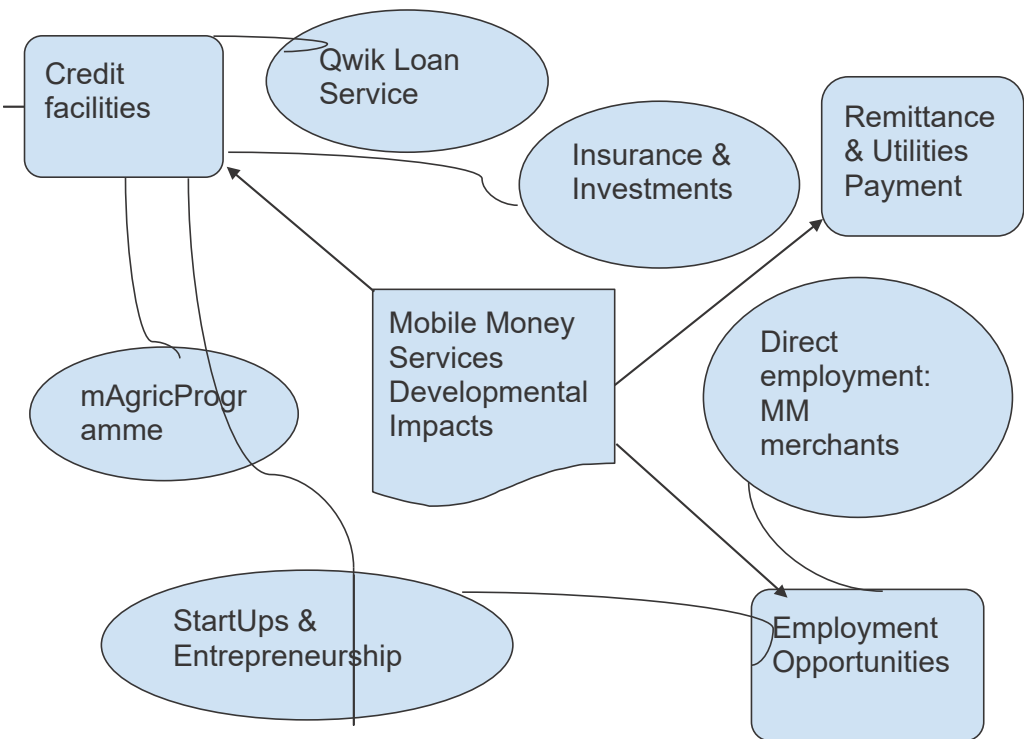 Credit
facilities
Qwik Loan
Service
Insurance &
Investments
Remittance
& Utilities
Payment
Mobile Money
Services
Developmental
Impacts
Direct
employment:
MM
merchants
mAgricProgr
amme
StartUps &
Entrepreneurship
Employment
Opportunities